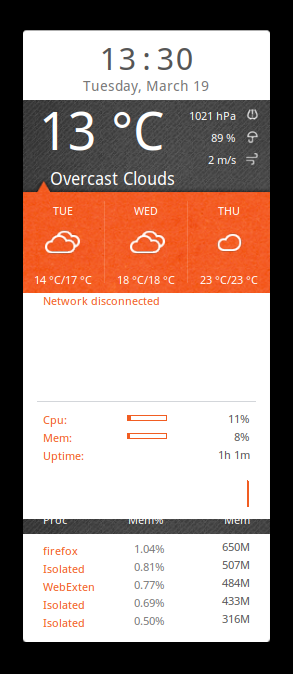 13:30
Tuesday, March 19
13 °C
1021 hPa
89 %
2 m/s
Overcast Clouds
TUE WED THU
14 °C/17 °C 18 °C/18 °C 23 °C/23 °C
Network disconnected
Cpu: 11%
Mem: 8%
Uptime: 1h 1m
Proc Mem% Mem
firefox 1.04% 650M
Isolated 0.81% 507M
WebExten 0.77% 484M
Isolated 0.69% 433M
Isolated 0.50% 316M